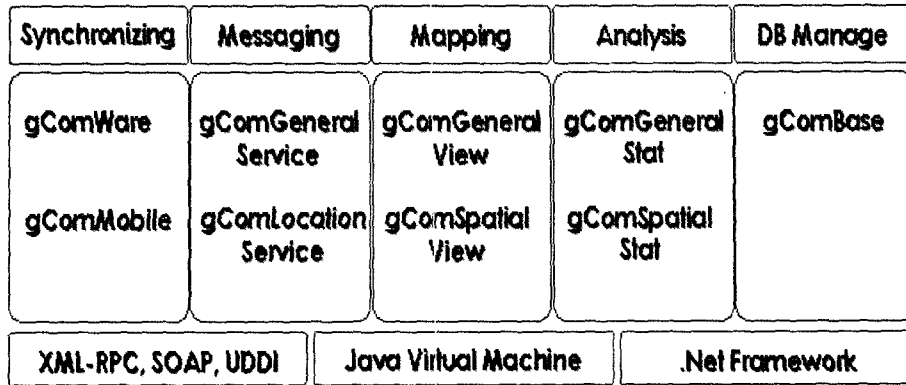 Synchronizing
Messaging
Mapping
Analysis
DB Manage
gComWare
gComMobile
gComGeneral
Service
gComLocation
Service
gComGeneral
View
gComSpatial
View
gComGeneral
Stat
gComSpatial
Stat
gComBase
XML-RPC, SOAP, UDDI
Java Virtual Machine
.Net Framework